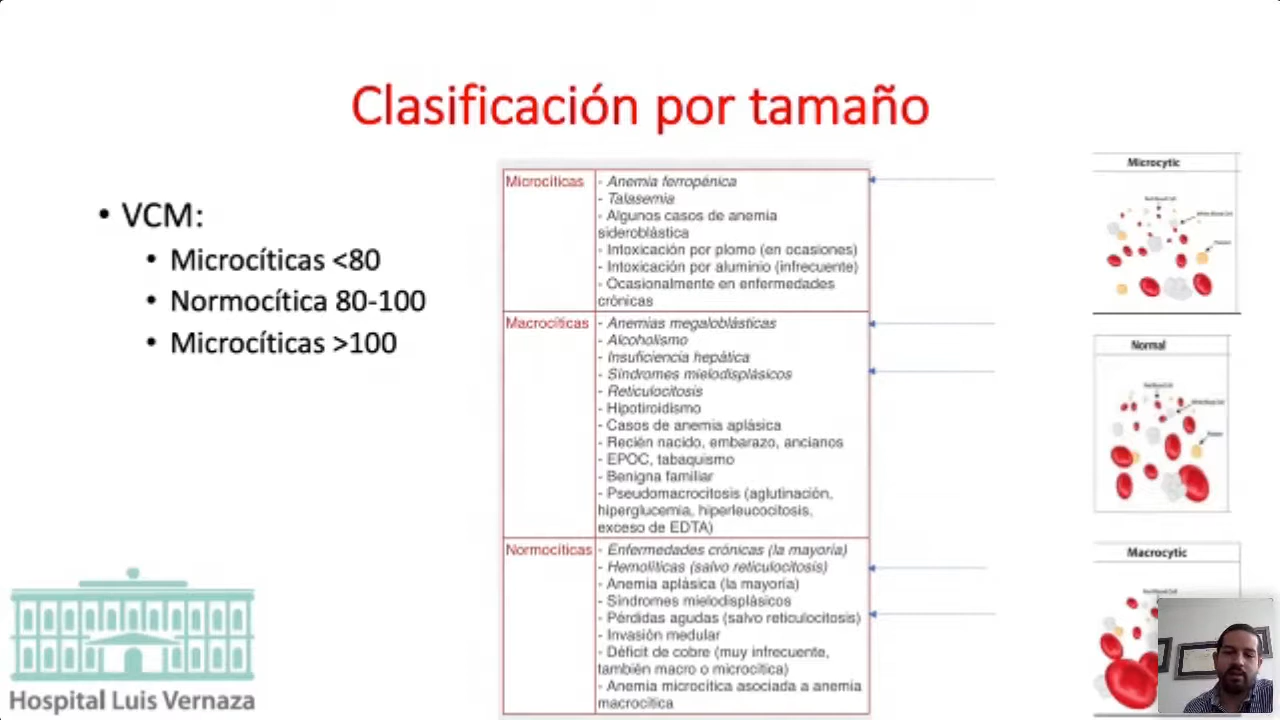 Clasificación por tamaño
• VCM:
• Microcíticas <80
• Normocítica 80-100
• Microcíticas >100
Microcíticas
- Anemia ferropénica
- Talasemia
- Algunos casos de anemia
sideroblástica
- Intoxicación por plomo (en ocasiones)
- Intoxicación por aluminio (infrecuente)
- Ocasionalmente en enfermedades
crónicas
Macrocíticas
- Anemias megaloblásticas
- Alcoholismo
- Insuficiencia hepática
- Síndromes mielodisplásicos
- Reticulocitosis
- Hipotiroidismo
- Casos de anemia aplásica
- Recién nacido, embarazo, ancianos
- EPOC, tabaquismo
- Benigna familiar
- Pseudomacrocitosis (aglutinación,
hiperglucemia, hiperleucocitosis,
exceso de EDTA)
Normocíticas
- Enfermedades crónicas (la mayoría)
- Hemolíticas (salvo reticulocitosis)
- Anemia aplásica (la mayoría)
- Síndromes mielodisplásicos
- Pérdidas agudas (salvo reticulocitosis)
- Invasión medular
- Déficit de cobre (muy infrecuente,
también macro o microcítica)
- Anemia microcítica asociada a anemia
macrocítica
Microcytic
Normal
Macrocytic
Hospital Luis Vernaza